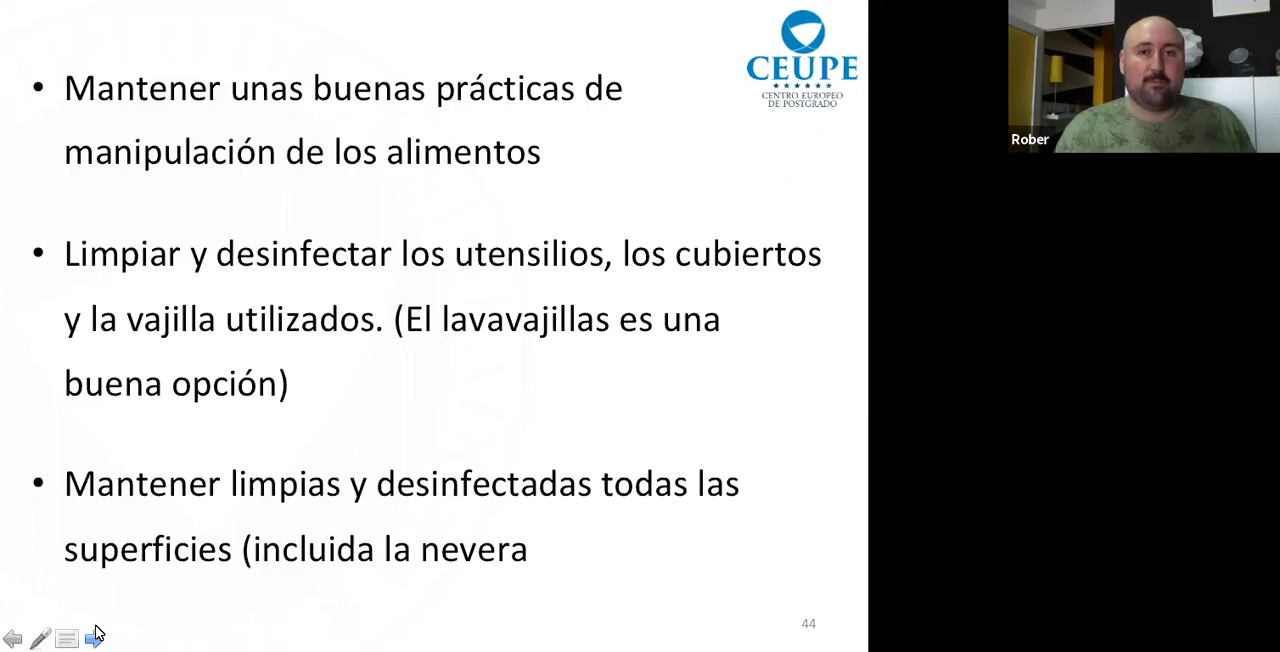 CEUPE
CENTRO EUROPEO
DE POSTGRADO
• Mantener unas buenas prácticas de
manipulación de los alimentos
• Limpiar y desinfectar los utensilios, los cubiertos
y la vajilla utilizados. (El lavavajillas es una
buena opción)
• Mantener limpias y desinfectadas todas las
superficies (incluida la nevera
44
Rober